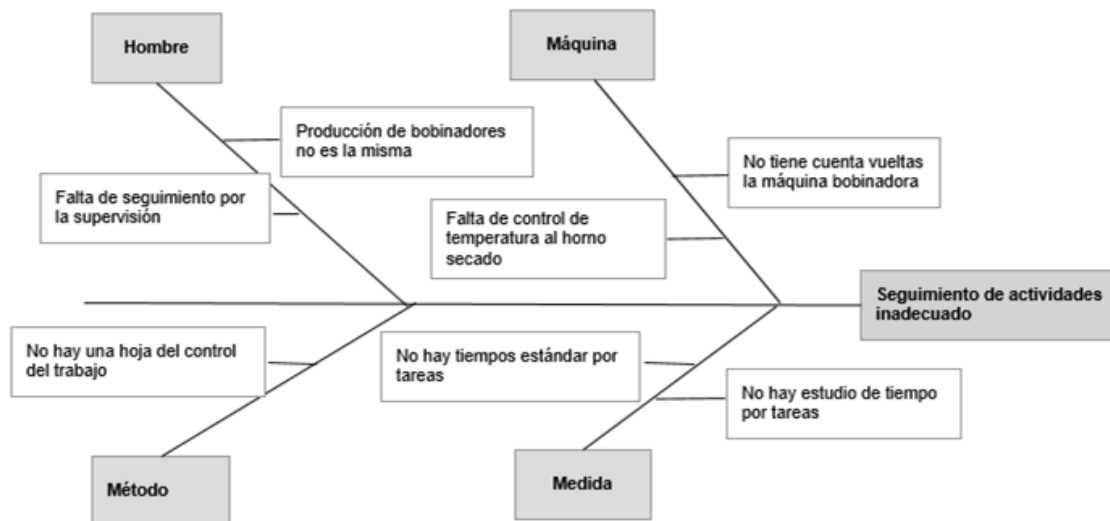 Hombre
Máquina
Producción de bobinadores
no es la misma
No tiene cuenta vueltas
la máquina bobinadora
Falta de seguimiento por
la supervisión
Falta de control de
temperatura al horno
secado
Seguimiento de actividades
inadecuado
No hay una hoja del control
del trabajo
No hay tiempos estándar por
tareas
No hay estudio de tiempo
por tareas
Método
Medida